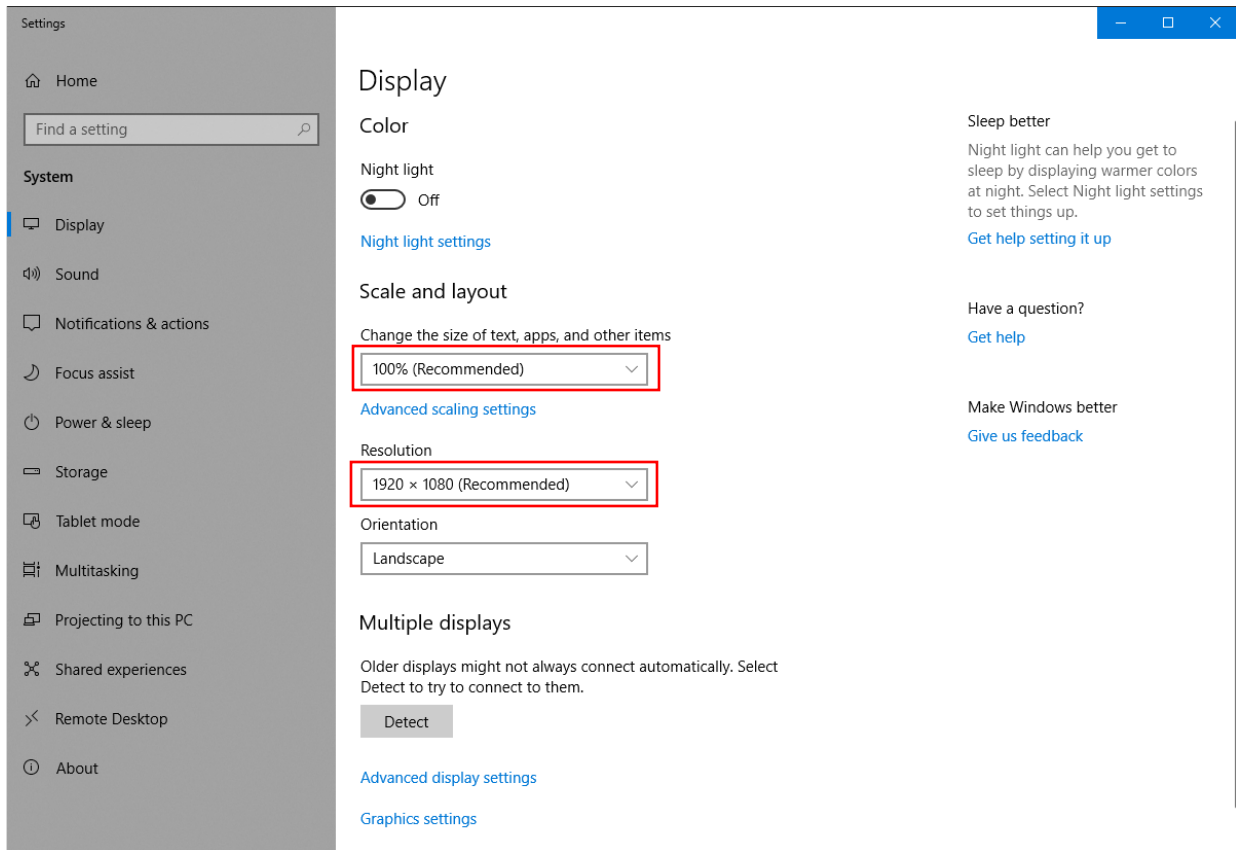 Settings
Home
Find a setting
System
Display
Sound
Notifications & actions
Focus assist
Power & sleep
Storage
Tablet mode
Multitasking
Projecting to this PC
Shared experiences
Remote Desktop
About
Display
Color
Night light
Off
Night light settings
Scale and layout
Change the size of text, apps, and other items
100% (Recommended)
Advanced scaling settings
Resolution
1920 × 1080 (Recommended)
Orientation
Landscape
Multiple displays
Older displays might not always connect automatically. Select
Detect to try to connect to them.
Detect
Advanced display settings
Graphics settings
Sleep better
Night light can help you get to
sleep by displaying warmer colors
at night. Select Night light settings
to set things up.
Get help setting it up
Have a question?
Get help
Make Windows better
Give us feedback